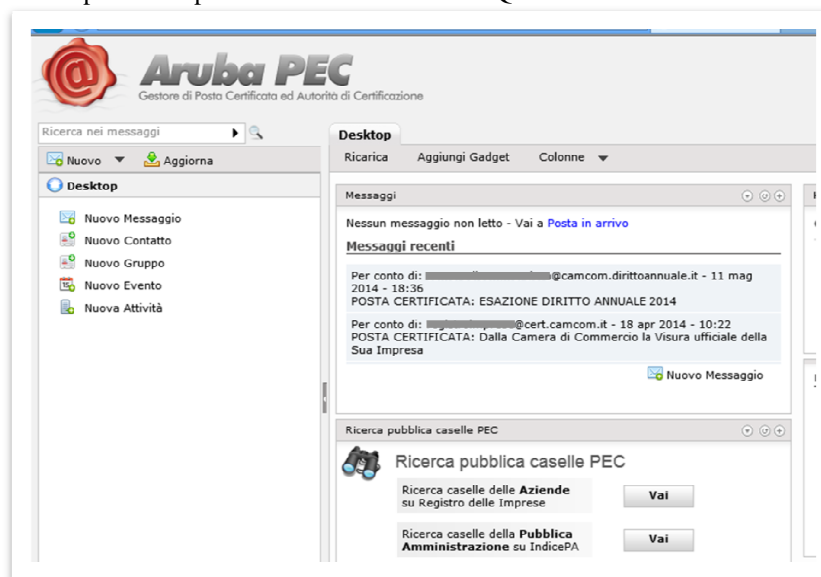 Aruba PEC
Gestore di Posta Certificata ed Autorità di Certificazione
Ricerca nei messaggi
Nuovo
Aggiorna
Desktop
Nuovo Messaggio
Nuovo Contatto
Nuovo Gruppo
Nuovo Evento
Nuova Attività
Desktop
Ricarica Aggiungi Gadget Colonne
Messaggi
Nessun messaggio non letto - Vai a Posta in arrivo
Messaggi recenti
Per conto di: @camcom.dirittoannuale.it - 11 mag
2014 - 18:36
POSTA CERTIFICATA: ESAZIONE DIRITTO ANNUALE 2014
Per conto di: @cert.camcom.it - 18 apr 2014 - 10:22
POSTA CERTIFICATA: Dalla Camera di Commercio la Visura ufficiale della
Sua Impresa
Nuovo Messaggio
Ricerca pubblica caselle PEC
Ricerca pubblica caselle PEC
Ricerca caselle delle Aziende
su Registro delle Imprese
Vai
Ricerca caselle della Pubblica
Amministrazione su IndicePA
Vai